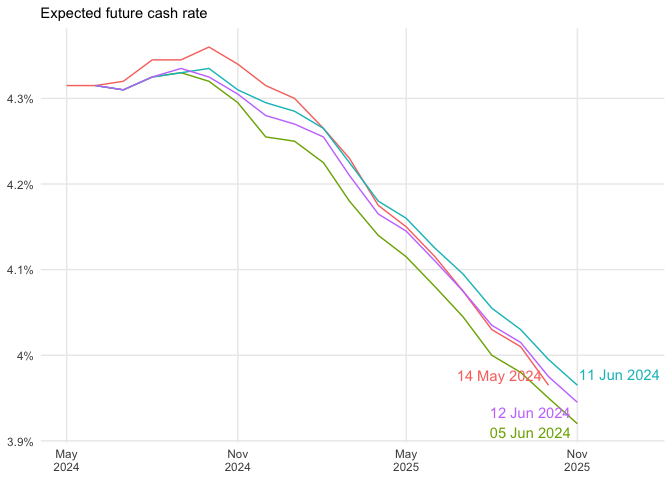 Expected future cash rate
4.3%
4.2%
4.1%
4%
3.9%
14 May 2024
11 Jun 2024
12 Jun 2024
05 Jun 2024
May
2024
Nov
2024
May
2025
Nov
2025